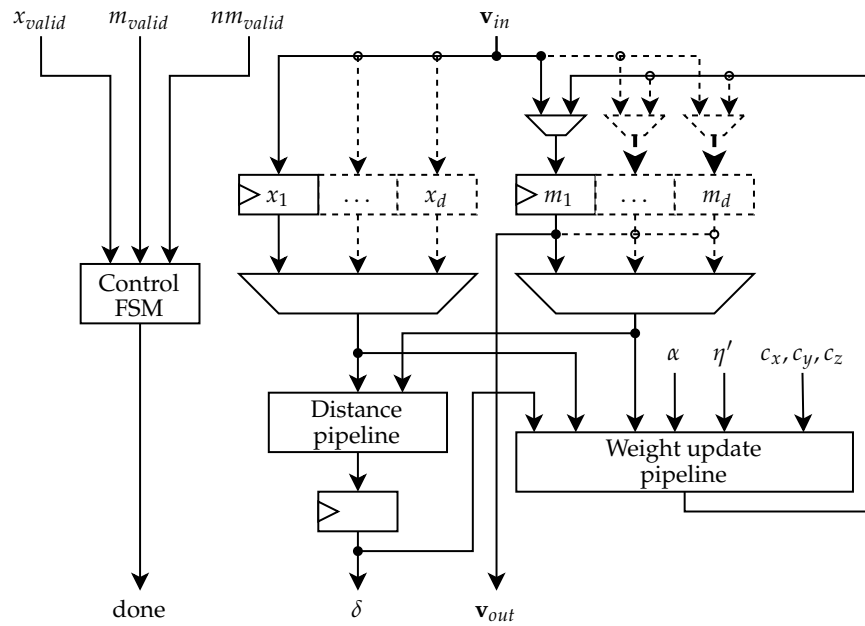 x_valid m_valid nm_valid v_in
x_1 ... x_d m_1 ... m_d
Control
FSM
α η′ c_x, c_y, c_z
Distance
pipeline
Weight update
pipeline
done δ v_out